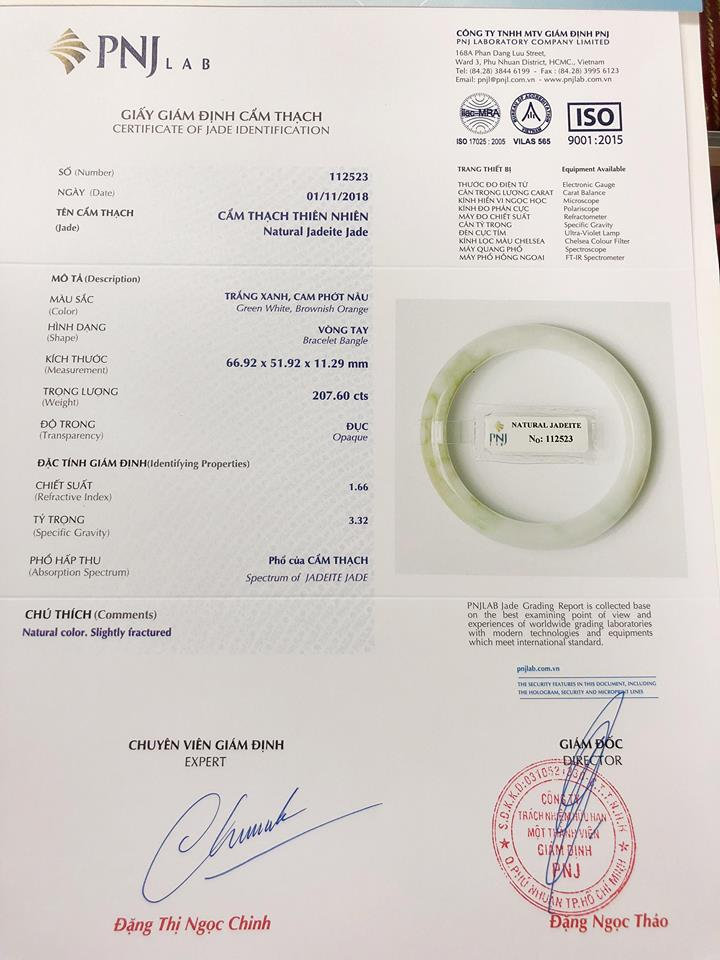 PNJ LAB
CÔNG TY TNHH MTV GIÁM ĐỊNH PNJ
PNJ LABORATORY COMPANY LIMITED
168A Phan Dang Luu Street,
Ward 3, Phu Nhuan District, HCMC., Vietnam
Tel: (84.28) 3844 6199 - Fax : (84.28) 3995 6123
Email: pnjl@pnjl.com.vn - www.pnjlab.com.vn
ilac-MRA
BUREAU OF ACCREDITATION
VIETNAM
ISO
ISO 17025 : 2005 VILAS 565 9001:2015
GIẤY GIÁM ĐỊNH CẨM THẠCH
CERTIFICATE OF JADE IDENTIFICATION
SỐ (Number) 112523
NGÀY (Date) 01/11/2018
TÊN CẨM THẠCH CẨM THẠCH THIÊN NHIÊN
(Jade) Natural Jadeite Jade
TRANG THIẾT BỊ Equipment Available
THƯỚC ĐO ĐIỆN TỬ Electronic Gauge
CÂN TRỌNG LƯỢNG CARAT Carat Balance
KÍNH HIỂN VI NGỌC HỌC Microscope
KÍNH ĐO PHÂN CỰC Polariscope
MÁY ĐO CHIẾT SUẤT Refractometer
CÂN TỶ TRỌNG Specific Gravity
ĐÈN CỰC TÍM Ultra-Violet Lamp
KÍNH LỌC MÀU CHELSEA Chelsea Colour Filter
MÁY QUANG PHỔ Spectroscope
MÁY PHỔ HỒNG NGOẠI FT-IR Spectrometer
MÔ TẢ (Description)
MÀU SẮC TRẮNG XANH, CAM PHỚT NÂU
(Color) Green White, Brownish Orange
HÌNH DẠNG VÒNG TAY
(Shape) Bracelet Bangle
KÍCH THƯỚC 66.92 x 51.92 x 11.29 mm
(Measurement)
TRỌNG LƯỢNG 207.60 cts
(Weight)
ĐỘ TRONG ĐỤC
(Transparency) Opaque
ĐẶC TÍNH GIÁM ĐỊNH(Identifying Properties)
CHIẾT SUẤT 1.66
(Refractive Index)
TỶ TRỌNG 3.32
(Specific Gravity)
PHỔ HẤP THU Phổ của CẨM THẠCH
(Absorption Spectrum) Spectrum of JADEITE JADE
PNJ NATURAL JADEITE
No: 112523
CHÚ THÍCH (Comments)
Natural color. Slightly fractured
PNJLAB Jade Grading Report is collected base
on the best examining point of view and
experiences of worldwide grading laboratories
with modern technologies and equipments
which meet international standard.
pnjlab.com.vn
THE SECURITY FEATURES IN THIS DOCUMENT, INCLUDING
THE HOLOGRAM, SECURITY AND MICROPRINT LINES
CHUYÊN VIÊN GIÁM ĐỊNH
EXPERT
Đặng Thị Ngọc Chinh
GIÁM ĐỐC
DIRECTOR
CÔNG TY
TRÁCH NHIỆM HỮU HẠN
MỘT THÀNH VIÊN
GIÁM ĐỊNH
PNJ
Q.PHÚ NHUẬN TP.HỒ CHÍ MINH
Đặng Ngọc Thảo